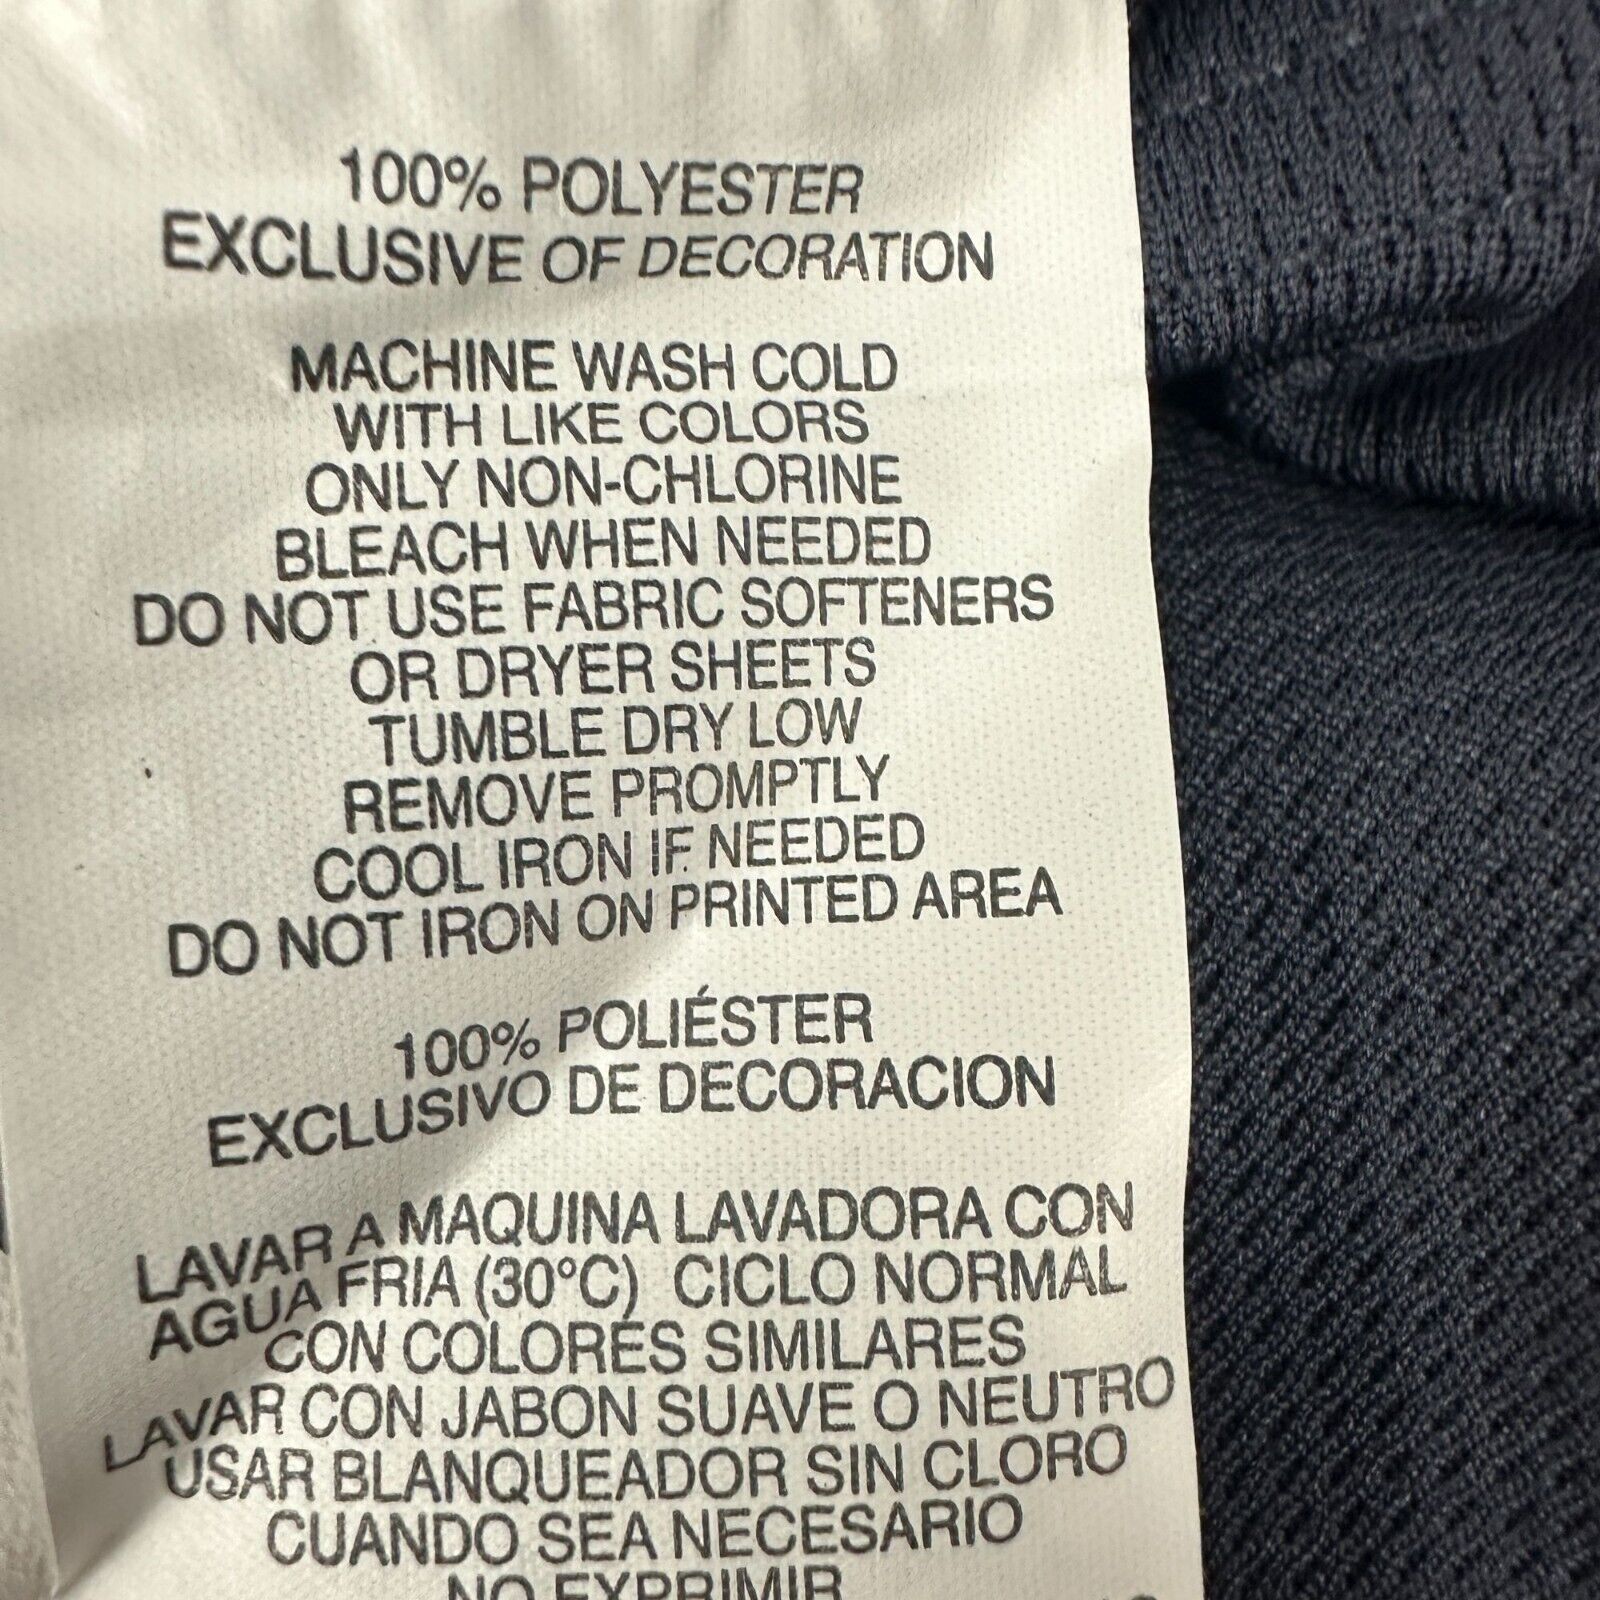 100% POLYESTER
EXCLUSIVE OF DECORATION
MACHINE WASH COLD
WITH LIKE COLORS
ONLY NON-CHLORINE
BLEACH WHEN NEEDED
DO NOT USE FABRIC SOFTENERS
OR DRYER SHEETS
TUMBLE DRY LOW
REMOVE PROMPTLY
COOL IRON IF NEEDED
DO NOT IRON ON PRINTED AREA
100% POLIÉSTER
EXCLUSIVO DE DECORACION
LAVAR A MAQUINA LAVADORA CON
AGUA FRIA (30°C) CICLO NORMAL
CON COLORES SIMILARES
LAVAR CON JABON SUAVE O NEUTRO
USAR BLANQUEADOR SIN CLORO
CUANDO SEA NECESARIO
NO EXPRIMIR